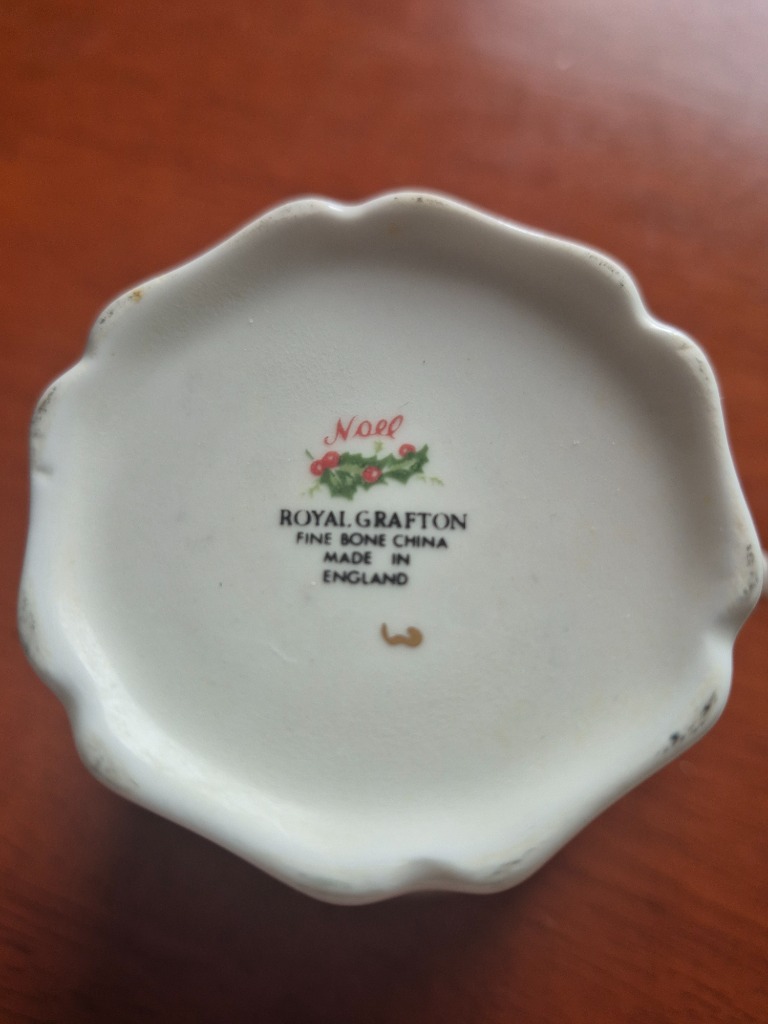 Noel
ROYAL GRAFTON
FINE BONE CHINA
MADE IN
ENGLAND